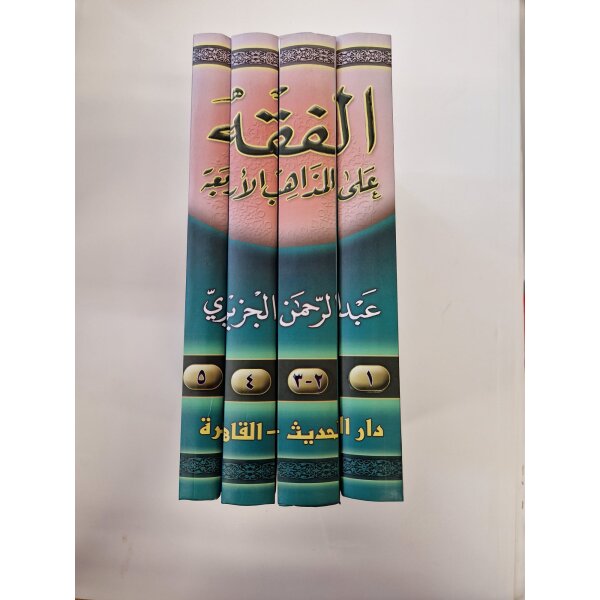 الفقه
على المذاهب الأربعة
عبد الرحمن الجزيري
١ ٢-٣ ٤ ٥
دار الحديث - القاهرة